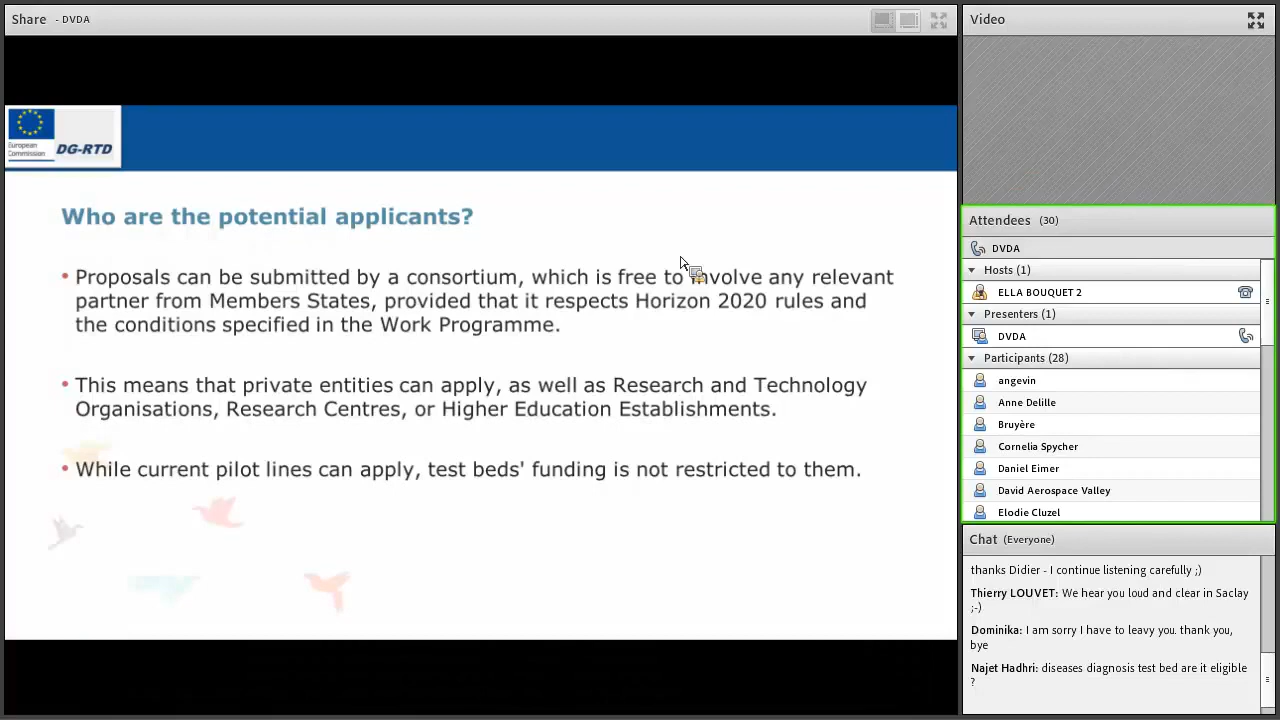 Share - DVDA
European
Commission
DG-RTD
Who are the potential applicants?
• Proposals can be submitted by a consortium, which is free to involve any relevant
partner from Members States, provided that it respects Horizon 2020 rules and
the conditions specified in the Work Programme.
• This means that private entities can apply, as well as Research and Technology
Organisations, Research Centres, or Higher Education Establishments.
• While current pilot lines can apply, test beds' funding is not restricted to them.
Video
Attendees (30)
DVDA
Hosts (1)
ELLA BOUQUET 2
Presenters (1)
DVDA
Participants (28)
angevin
Anne Delille
Bruyère
Cornelia Spycher
Daniel Eimer
David Aerospace Valley
Elodie Cluzel
Chat (Everyone)
thanks Didier - I continue listening carefully ;)
Thierry LOUVET: We hear you loud and clear in Saclay
;-)
Dominika: I am sorry I have to leavy you. thank you,
bye
Najet Hadhri: diseases diagnosis test bed are it eligible
?